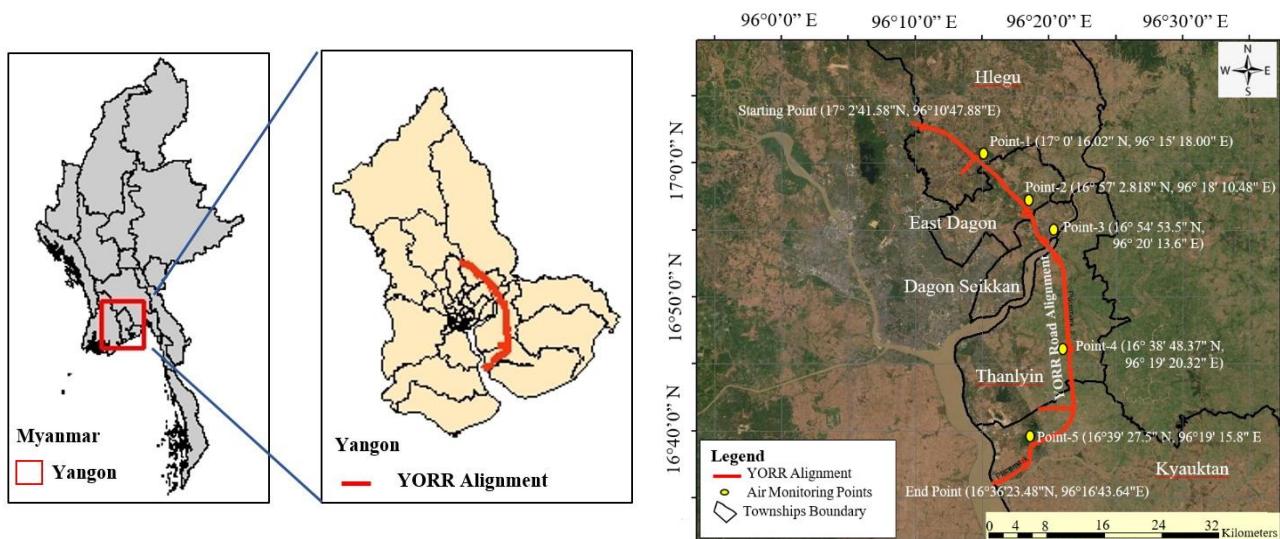 Myanmar
Yangon
Yangon
YORR Alignment
96°0’0” E
96°10’0” E
96°20’0” E
96°30’0” E
17°0’0” N
16°50’0” N
16°40’0” N
N
W
E
S
Hlegu
Starting Point (17° 2'41.58"N, 96°10'47.88"E)
Point-1 (17° 0' 16.02" N, 96° 15' 18.00" E)
Point-2 (16° 57' 2.818" N, 96° 18' 10.48" E)
East Dagon
Point-3 (16° 54' 53.5" N,
96° 20' 13.6" E)
Dagon Seikkan
YORR Road Alignment
Point-4 (16° 38' 48.37" N,
96° 19' 20.32" E)
Thanlyin
Point-5 (16°39' 27.5" N, 96°19' 15.8" E
Kyauktan
End Point (16°36'23.48"N, 96°16'43.64"E)
Legend
YORR Alignment
Air Monitoring Points
Townships Boundary
0 4 8 16 24 32
Kilometers